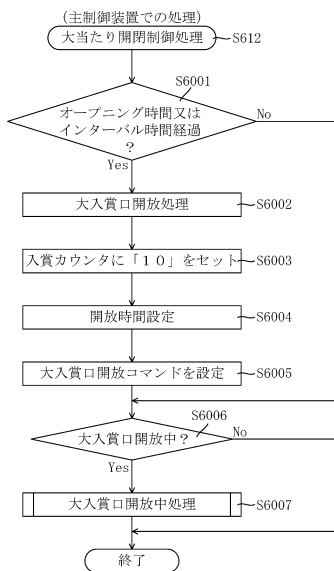 (主制御装置での処理)
大当たり開閉制御処理
S612
S6001
オープニング時間又は
インターバル時間経過
?
No
Yes
大入賞口開放処理
S6002
入賞カウンタに「10」をセット
S6003
開放時間設定
S6004
大入賞口開放コマンドを設定
S6005
S6006
大入賞口開放中?
No
Yes
大入賞口開放中処理
S6007
終了